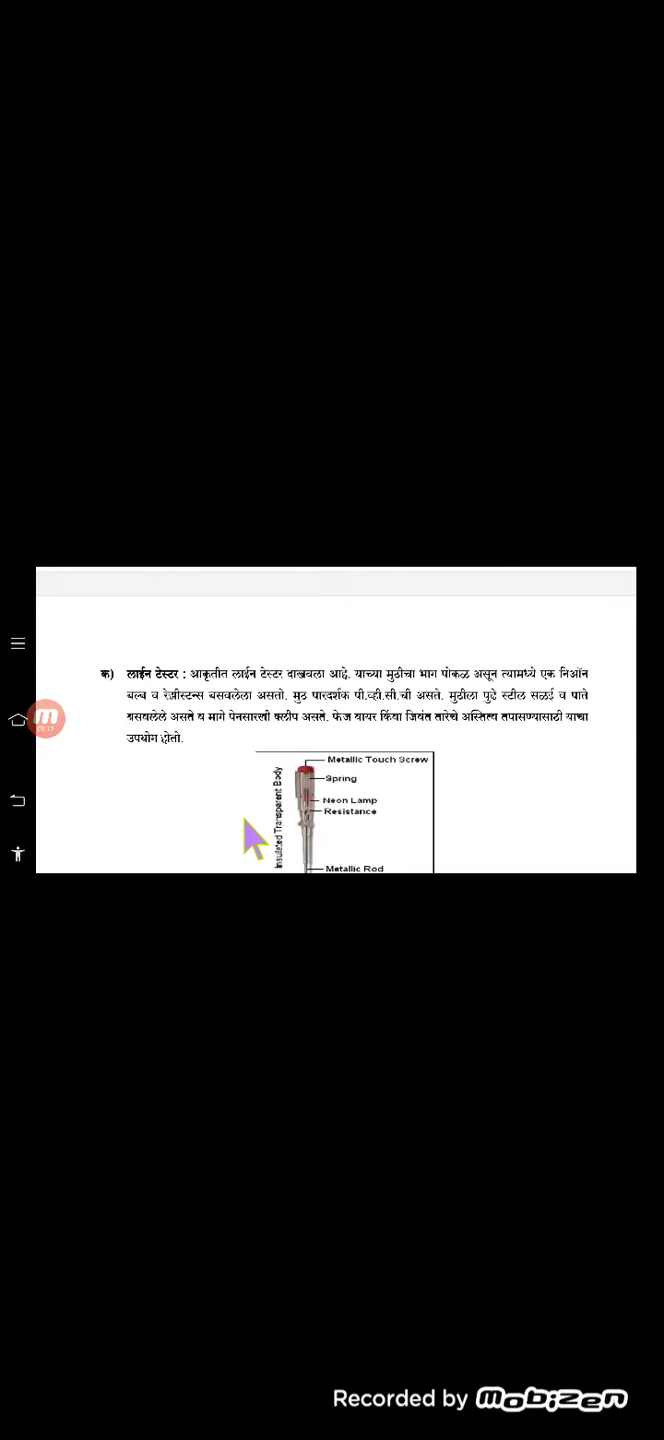 क) लाईन टेस्टर : आकृतीत लाईन टेस्टर दाखवला आहे. याच्या मुठीचा भाग पोकळ असून त्यामध्ये एक निऑन
बल्ब व रेझीस्टन्स बसवलेला असतो. मुठ पारदर्शक पी.व्ही.सी.ची असते. मुठीला पुढे स्टील सळई व पाते
बसवलेले असते व मागे पेनसारखी क्लीप असते. फेज वायर किंवा जिवंत तारेचे अस्तित्व तपासण्यासाठी याचा
उपयोग होतो.
Metallic Touch Screw
Spring
Insulated Transparent Body
Neon Lamp
Resistance
Metallic Rod
Recorded by Mobizen